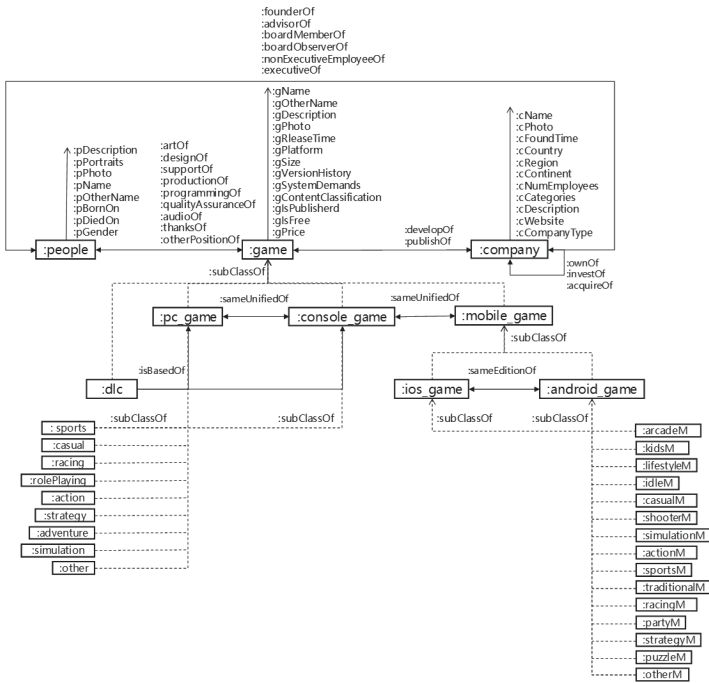 :founderOf
:advisorOf
:boardMemberOf
:boardObserverOf
:nonExecutiveEmployeeOf
:executiveOf
:pDescription
:pPortraits
:pPhoto
:pName
:pOtherName
:pBornOn
:pDiedOn
:pGender
:artOf
:designOf
:supportOf
:productionOf
:programmingOf
:qualityAssuranceOf
:audioOf
:thanksOf
:otherPositionOf
:gName
:gOtherName
:gDescription
:gPhoto
:gRleaseTime
:gPlatform
:gSize
:gVersionHistory
:gSystemDemands
:gContentClassification
:gIsPublisherd
:gIsFree
:gPrice
:developOf
:publishOf
:cName
:cPhoto
:cFoundTime
:cCountry
:cRegion
:cContinent
:cNumEmployees
:cCategories
:cDescription
:cWebsite
:cCompanyType
:people
:game
:company
:ownOf
:investOf
:acquireOf
:subClassOf
:sameUnifiedOf
:sameUnifiedOf
:pc_game
:console_game
:mobile_game
:subClassOf
:isBasedOf
:sameEditionOf
:dlc
:ios_game
:android_game
:subClassOf
:subClassOf
:subClassOf
:subClassOf
: sports
:casual
:racing
:rolePlaying
:action
:strategy
:adventure
:simulation
:other
:arcadeM
:kidsM
:lifestyleM
:idleM
:casualM
:shooterM
:simulationM
:actionM
:sportsM
:traditionalM
:racingM
:partyM
:strategyM
:puzzleM
:otherM